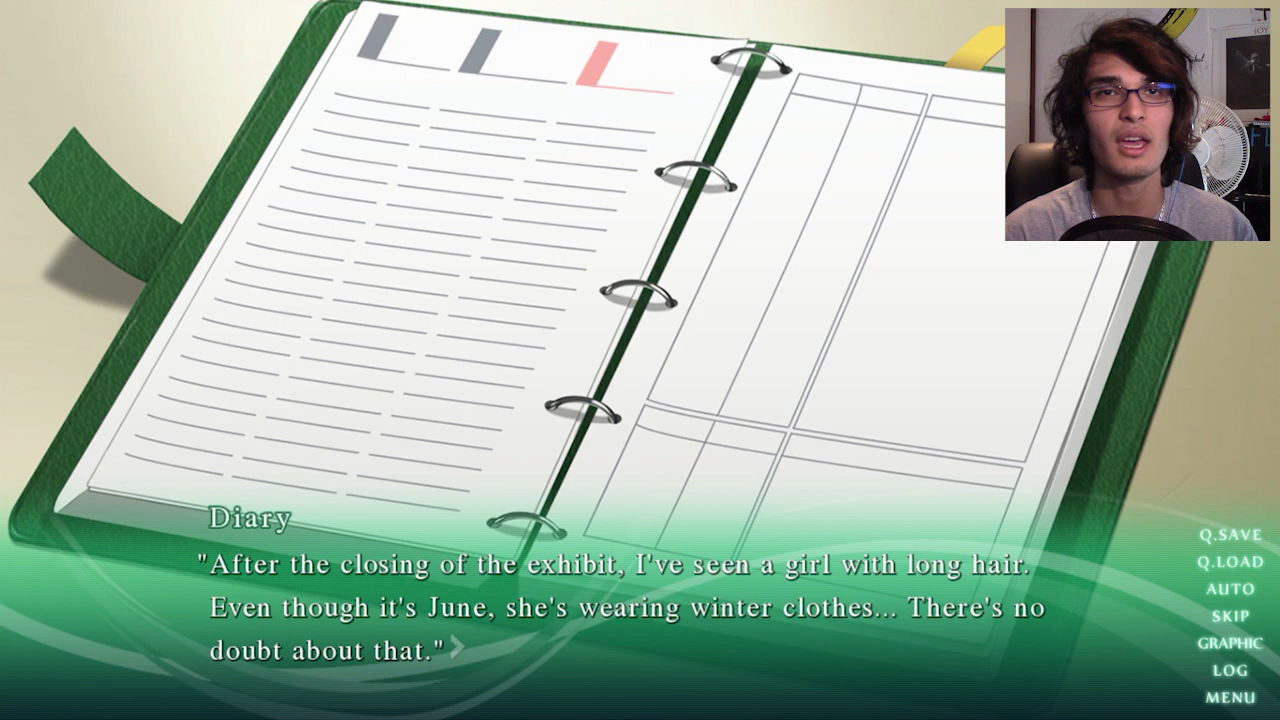 Diary
"After the closing of the exhibit, I've seen a girl with long hair.
Even though it's June, she's wearing winter clothes... There's no
doubt about that."
Q.SAVE
Q.LOAD
AUTO
SKIP
GRAPHIC
LOG
MENU